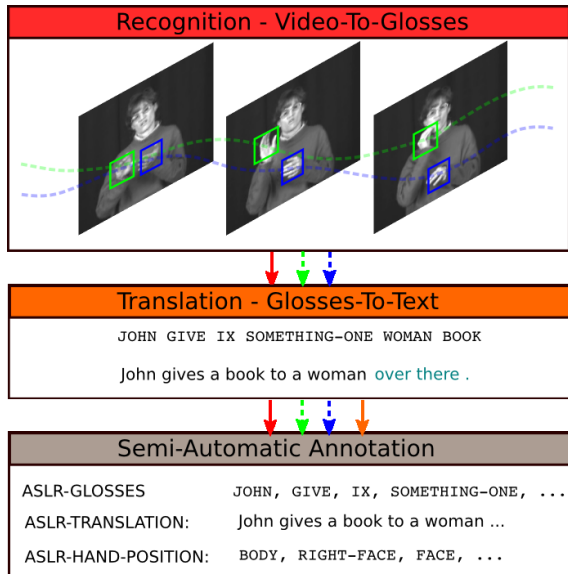 Recognition - Video-To-Glosses
Translation - Glosses-To-Text
JOHN GIVE IX SOMETHING-ONE WOMAN BOOK
John gives a book to a woman over there .
Semi-Automatic Annotation
ASLR-GLOSSES JOHN, GIVE, IX, SOMETHING-ONE, ...
ASLR-TRANSLATION: John gives a book to a woman ...
ASLR-HAND-POSITION: BODY, RIGHT-FACE, FACE, ...